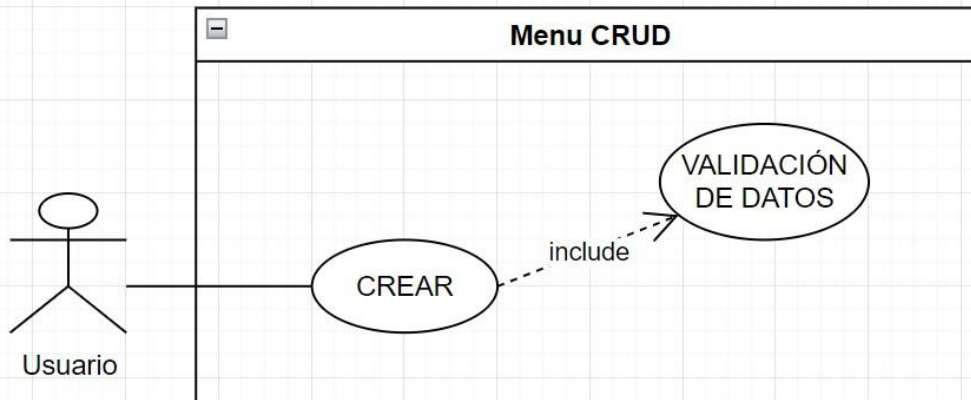 Menu CRUD
VALIDACIÓN
DE DATOS
include
CREAR
Usuario